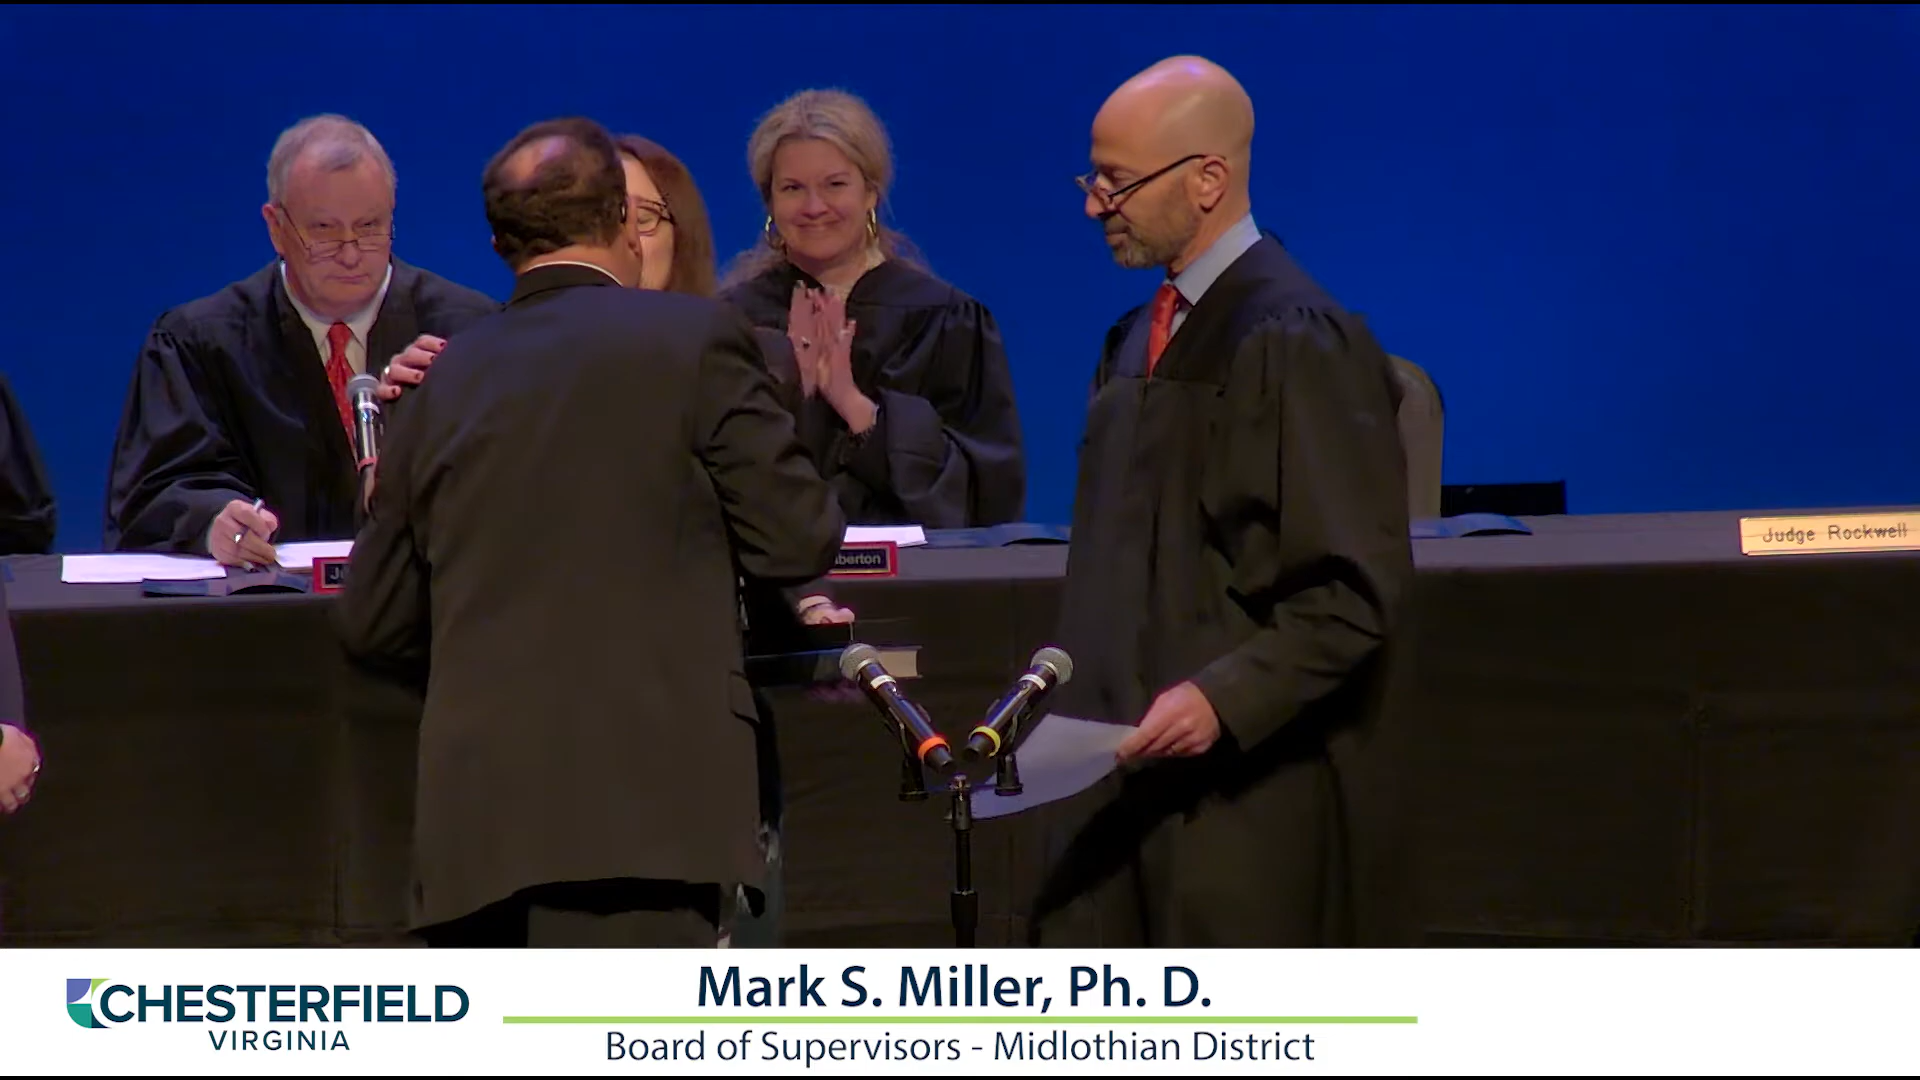 Judge Rockwell
CHESTERFIELD
VIRGINIA
Mark S. Miller, Ph. D.
Board of Supervisors - Midlothian District